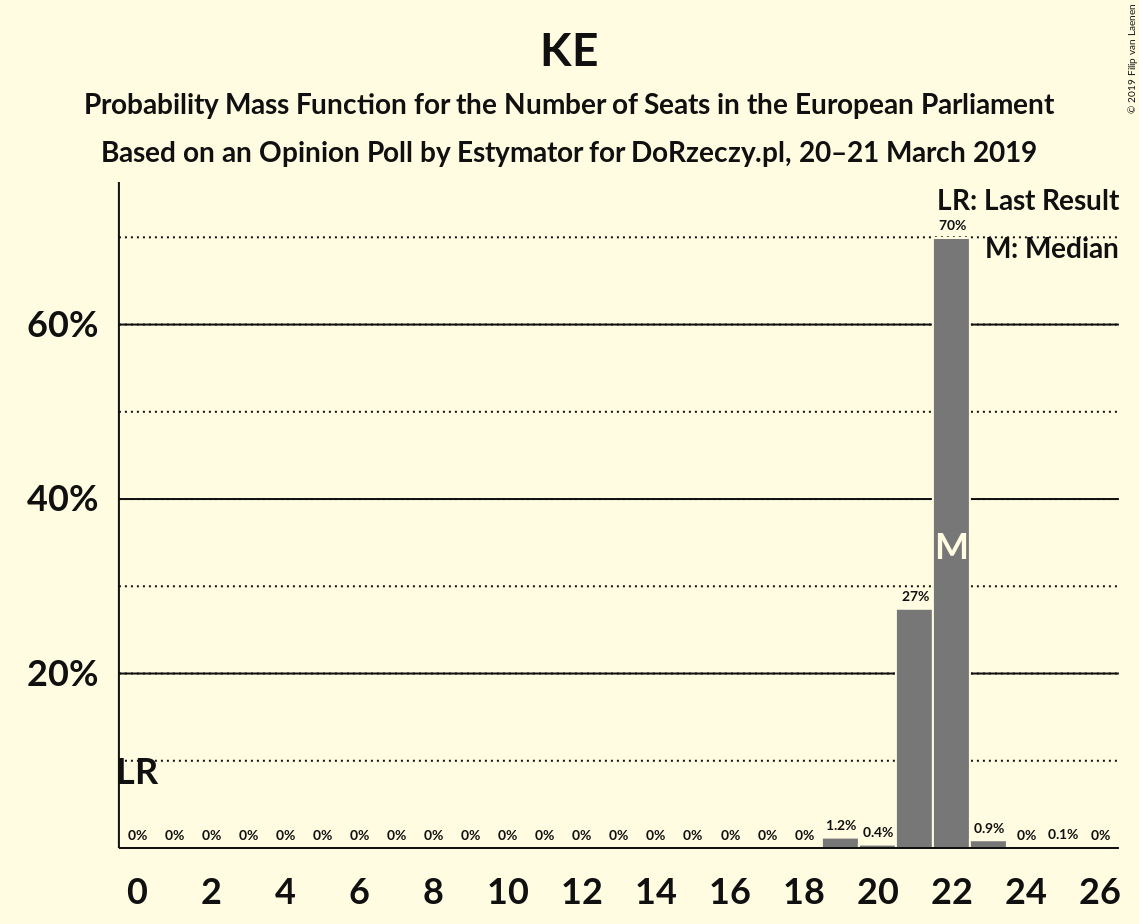 KE
Probability Mass Function for the Number of Seats in the European Parliament
Based on an Opinion Poll by Estymator for DoRzeczy.pl, 20–21 March 2019
© 2019 Filip van Laenen
LR: Last Result
M: Median
70%
60%
40%
M
27%
20%
LR
0% 0% 0% 0% 0% 0% 0% 0% 0% 0% 0% 0% 0% 0% 0% 0% 0% 0% 0% 1.2% 0.4% 0.9% 0% 0.1% 0%
0 2 4 6 8 10 12 14 16 18 20 22 24 26